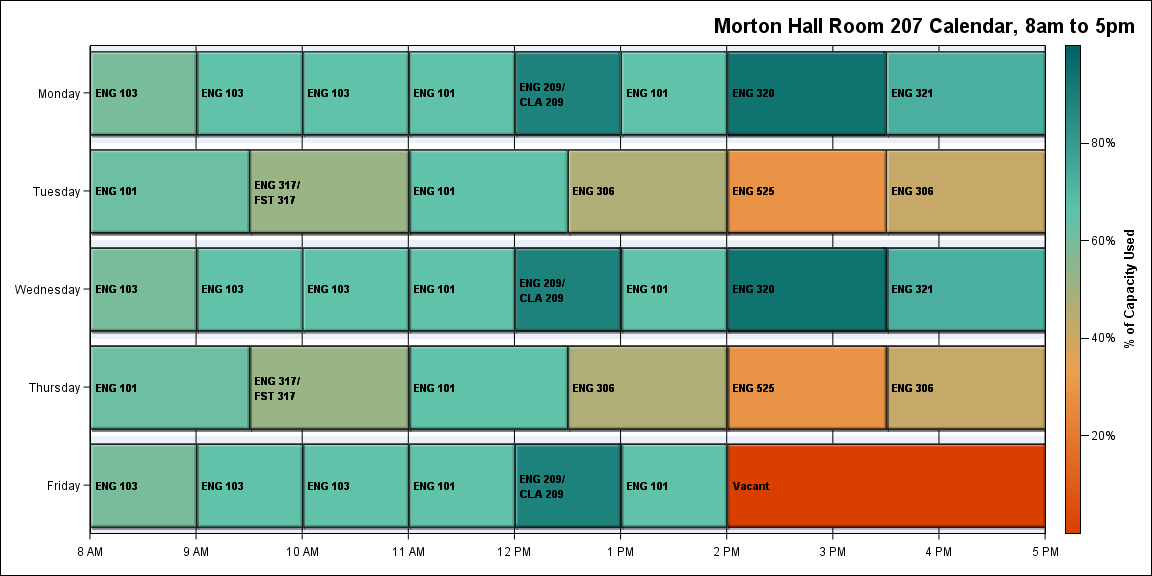 Morton Hall Room 207 Calendar, 8am to 5pm
Monday
ENG 103
ENG 103
ENG 103
ENG 101
ENG 209/
CLA 209
ENG 101
ENG 320
ENG 321
Tuesday
ENG 101
ENG 317/
FST 317
ENG 101
ENG 306
ENG 525
ENG 306
Wednesday
ENG 103
ENG 103
ENG 103
ENG 101
ENG 209/
CLA 209
ENG 101
ENG 320
ENG 321
Thursday
ENG 101
ENG 317/
FST 317
ENG 101
ENG 306
ENG 525
ENG 306
Friday
ENG 103
ENG 103
ENG 103
ENG 101
ENG 209/
CLA 209
ENG 101
Vacant
8 AM
9 AM
10 AM
11 AM
12 PM
1 PM
2 PM
3 PM
4 PM
5 PM
80%
60%
40%
20%
% of Capacity Used